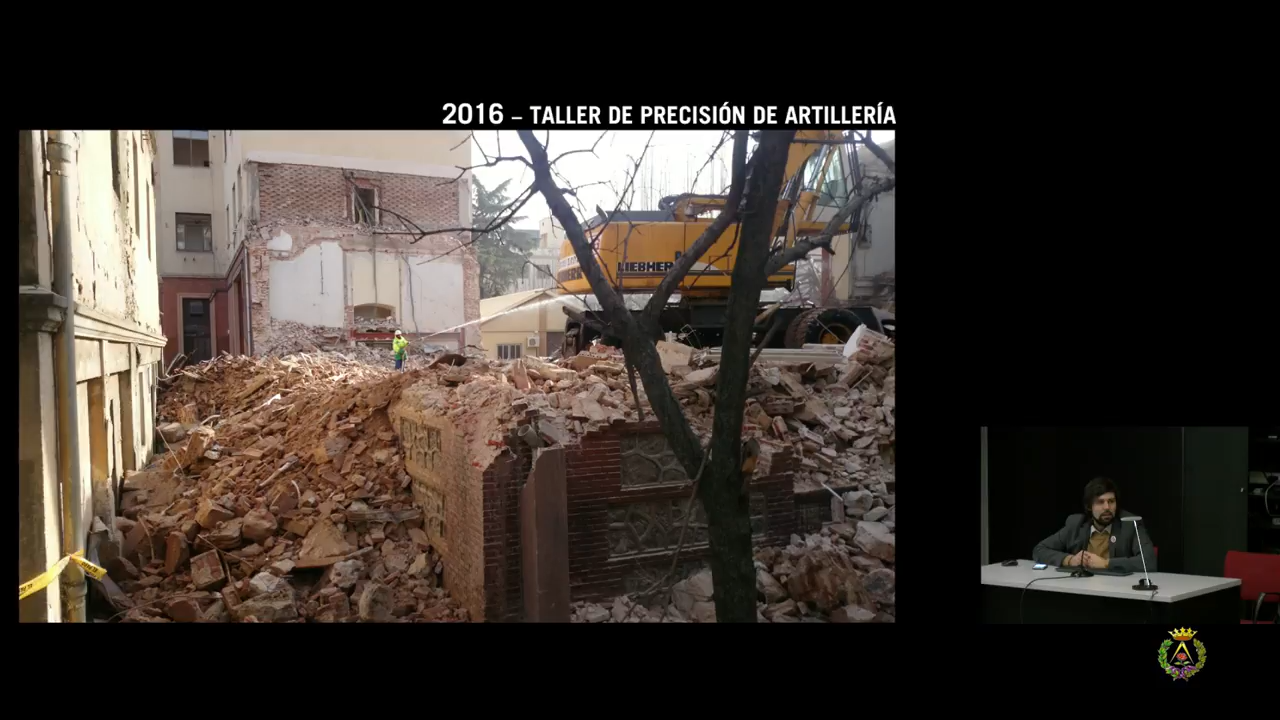 2016 – TALLER DE PRECISIÓN DE ARTILLERÍA
LIEBHERR